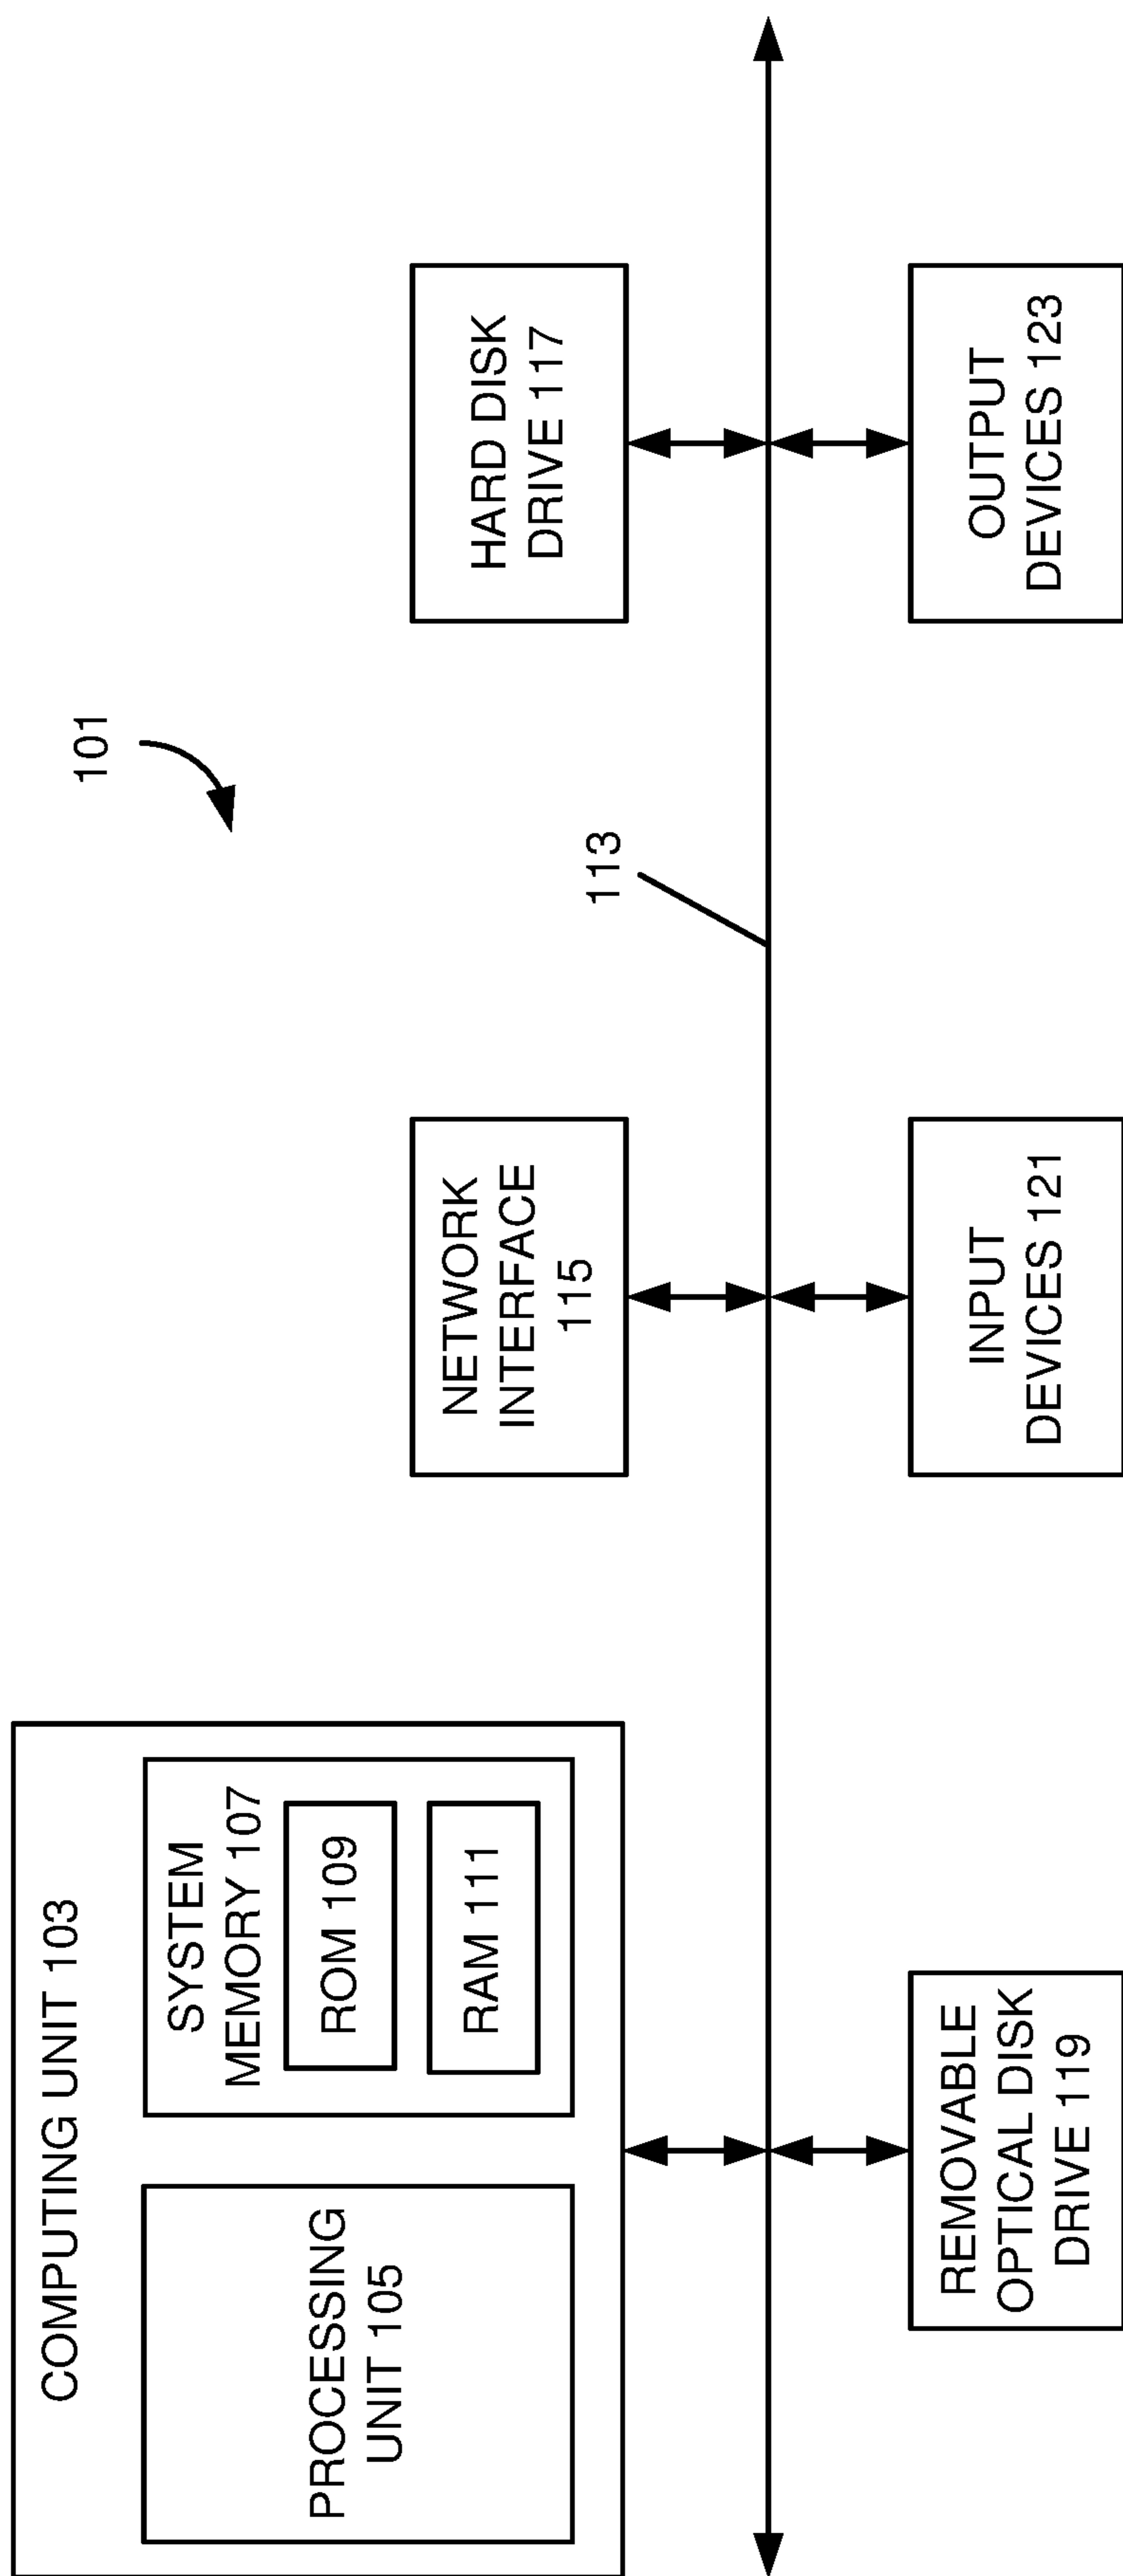 101
COMPUTING UNIT 103
PROCESSING
UNIT 105
SYSTEM
MEMORY 107
ROM 109
RAM 111
NETWORK
INTERFACE
115
HARD DISK
DRIVE 117
113
REMOVABLE
OPTICAL DISK
DRIVE 119
INPUT
DEVICES 121
OUTPUT
DEVICES 123